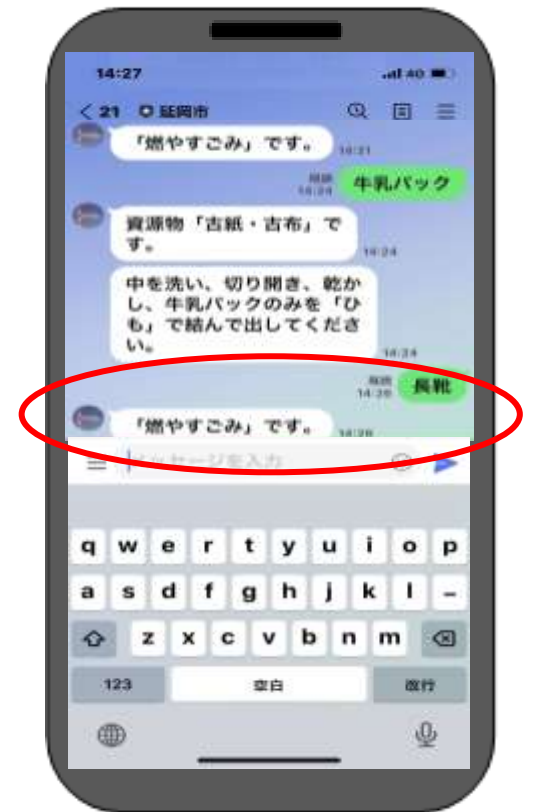 14:27
4G
21 延岡市
「燃やすごみ」です。
14:21
既読
14:24
牛乳パック
資源物「古紙・古布」で
す。
14:24
中を洗い、切り開き、乾か
し、牛乳パックのみを「ひ
も」で結んで出してくださ
い。
14:24
既読
14:26
長靴
「燃やすごみ」です。
14:26
メッセージを入力
q w e r t y u i o p
a s d f g h j k l -
z x c v b n m
123 空白 改行